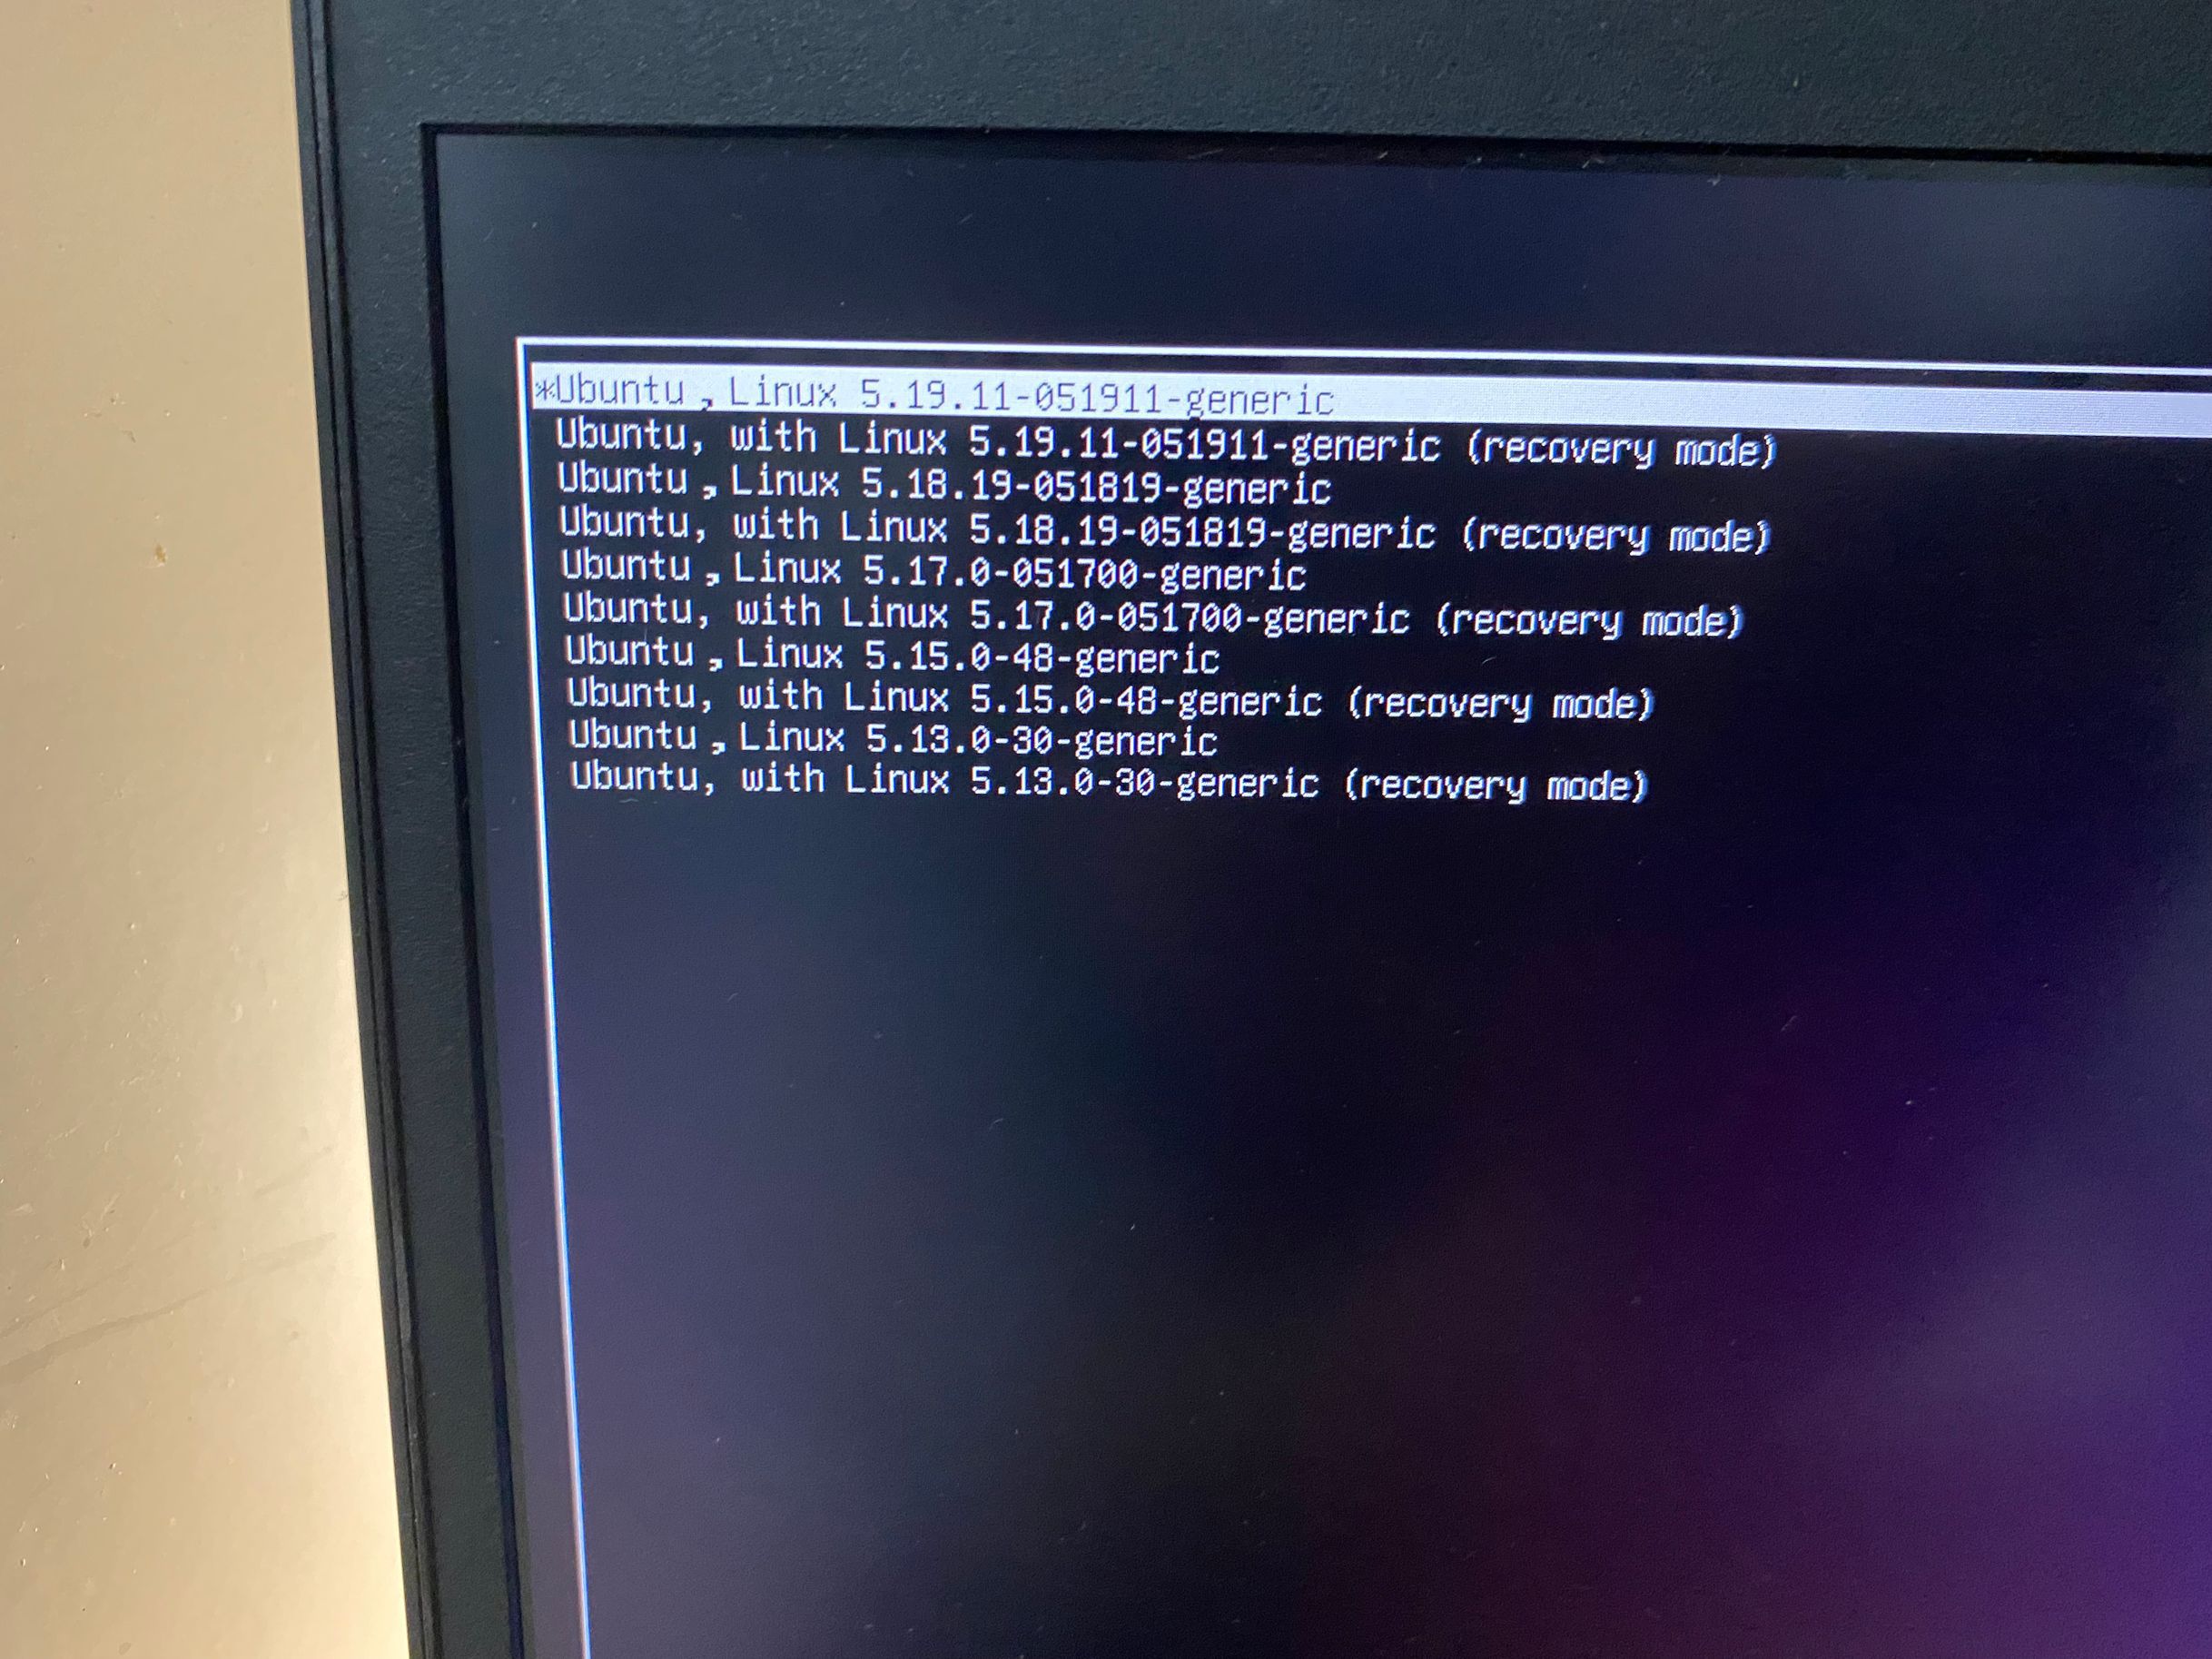 *Ubuntu , Linux 5.19.11-051911-generic
Ubuntu, with Linux 5.19.11-051911-generic (recovery mode)
Ubuntu , Linux 5.18.19-051819-generic
Ubuntu, with Linux 5.18.19-051819-generic (recovery mode)
Ubuntu , Linux 5.17.0-051700-generic
Ubuntu, with Linux 5.17.0-051700-generic (recovery mode)
Ubuntu , Linux 5.15.0-48-generic
Ubuntu, with Linux 5.15.0-48-generic (recovery mode)
Ubuntu , Linux 5.13.0-30-generic
Ubuntu, with Linux 5.13.0-30-generic (recovery mode)